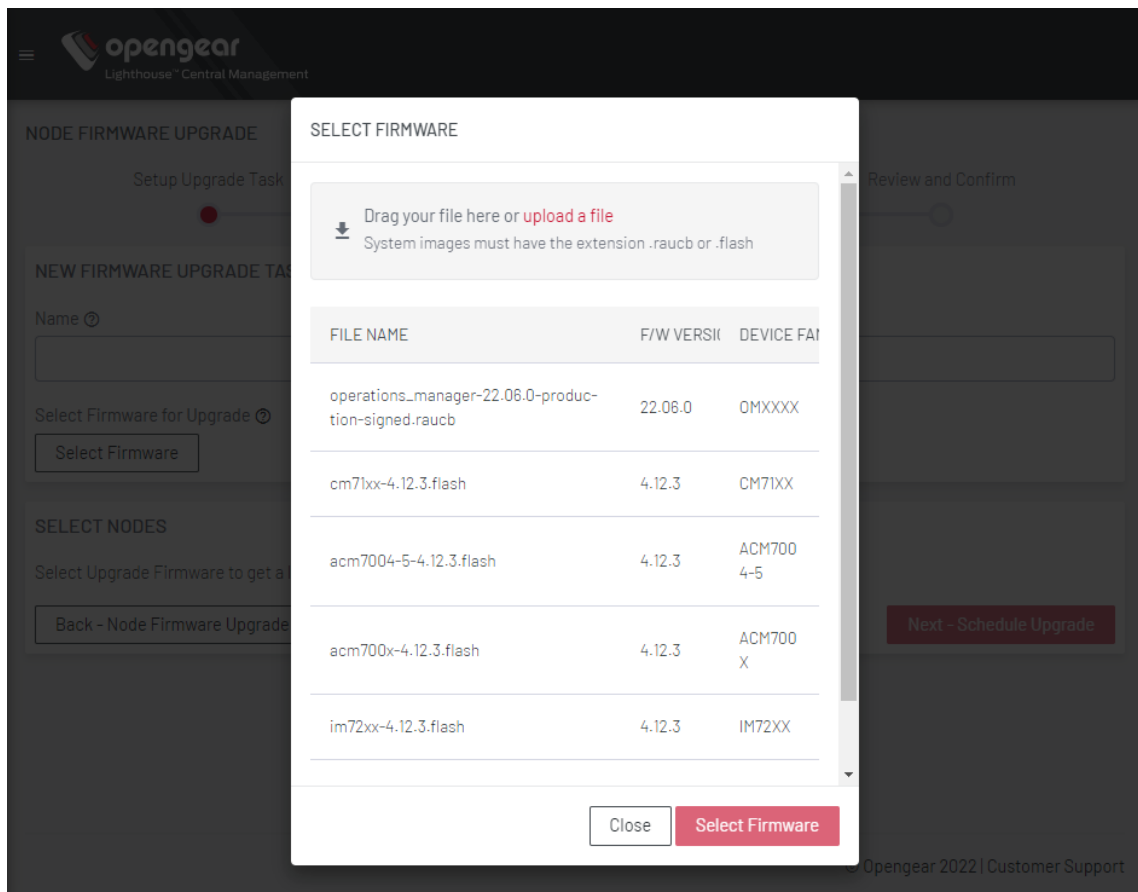 opengear
Lighthouse™ Central Management
NODE FIRMWARE UPGRADE
Setup Upgrade Task
Review and Confirm
NEW FIRMWARE UPGRADE TAS
Name
Select Firmware for Upgrade
Select Firmware
SELECT NODES
Select Upgrade Firmware to get a
Back - Node Firmware Upgrade
Next - Schedule Upgrade
SELECT FIRMWARE
Drag your file here or upload a file
System images must have the extension .raucb or .flash
FILE NAME F/W VERSI DEVICE FA
operations_manager-22.06.0-produc-
tion-signed.raucb
22.06.0 OMXXXX
cm71xx-4.12.3.flash 4.12.3 CM71XX
acm7004-5-4.12.3.flash 4.12.3 ACM700
4-5
acm700x-4.12.3.flash 4.12.3 ACM700
X
im72xx-4.12.3.flash 4.12.3 IM72XX
Close Select Firmware
© Opengear 2022 | Customer Support